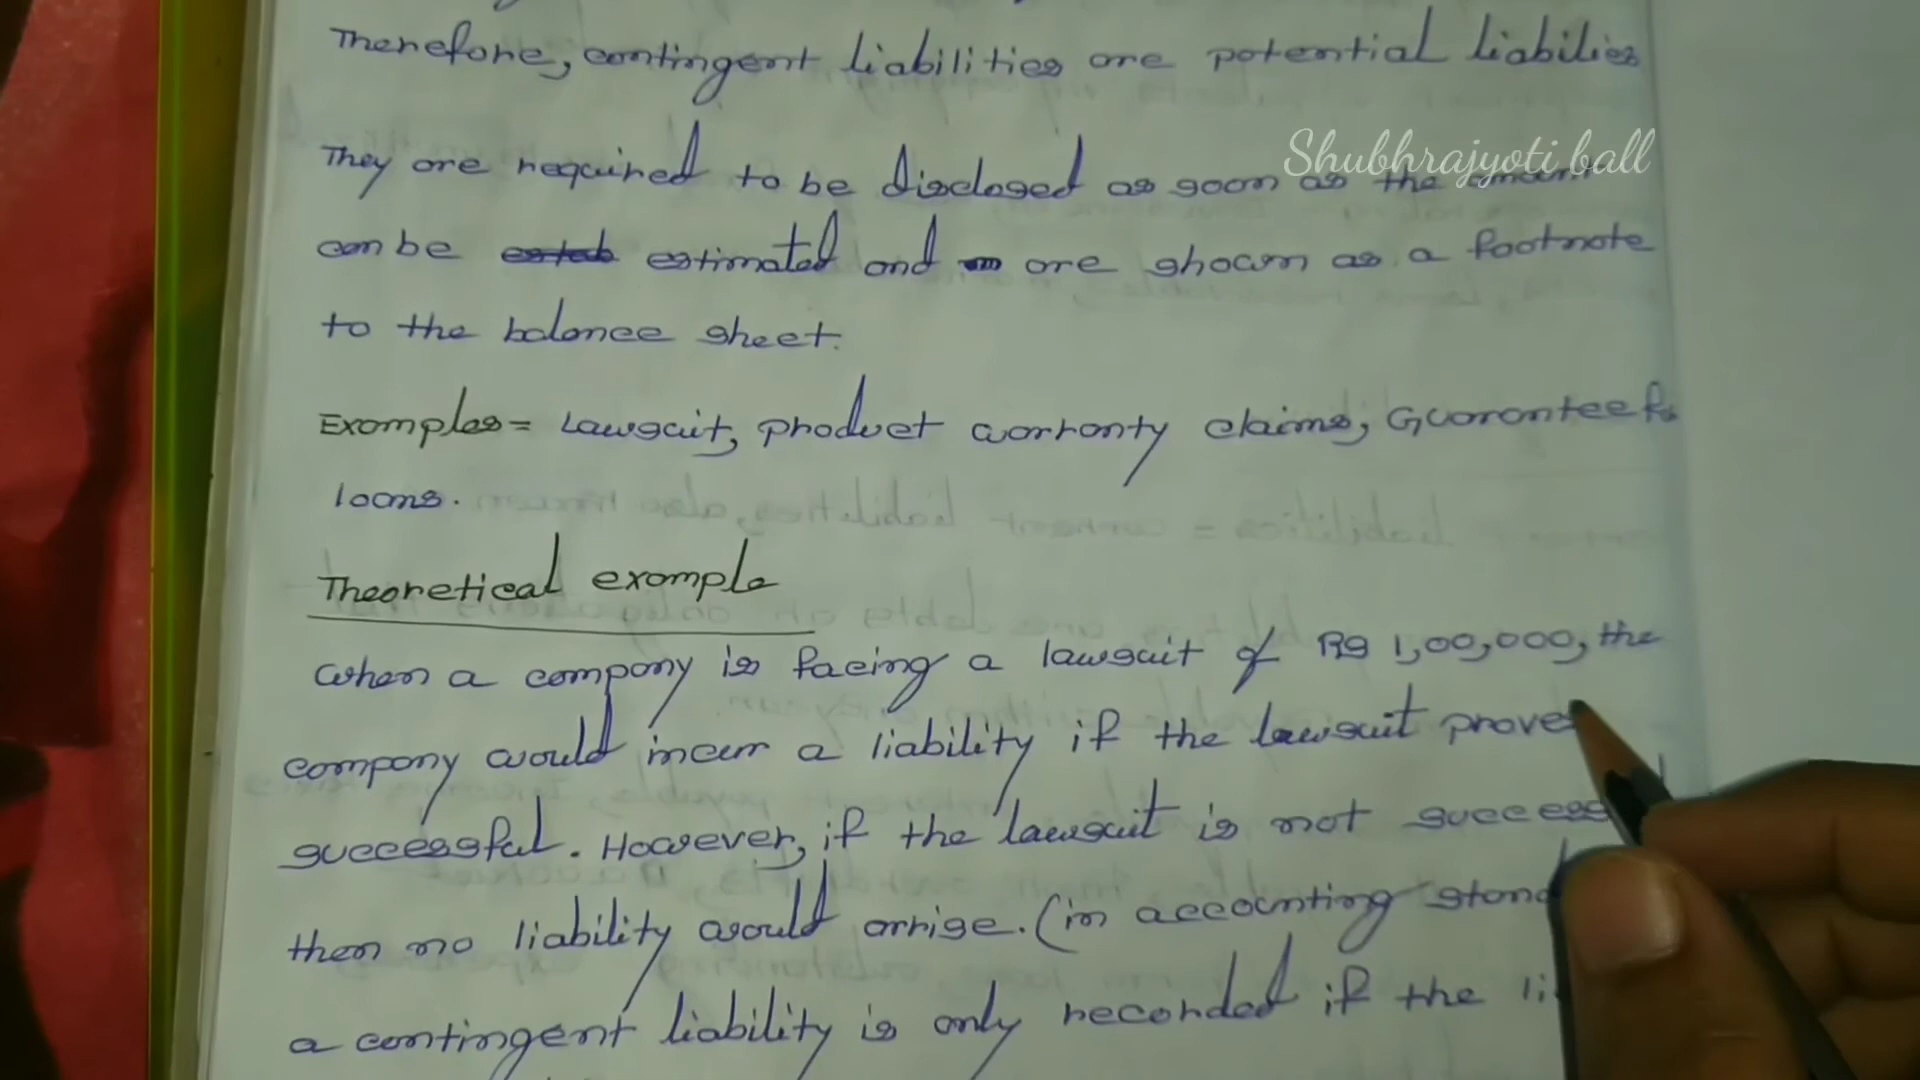 Therefore, contingent liabilities are potential liabilies
Shubhrajyoti ball
They are required to be disclosed as soon as the amount
can be estimated and are shown as a footnote
to the balance sheet.
Examples = Lawsuit, product warranty claims, Guarantee
loans.
Theoretical example
When a company is facing a lawsuit of Rs 1,00,000, the
company would incur a liability if the lawsuit proves
successful. However, if the lawsuit is not success
then no liability would arise. (in accounting stand
a contingent liability is only recorded if the li